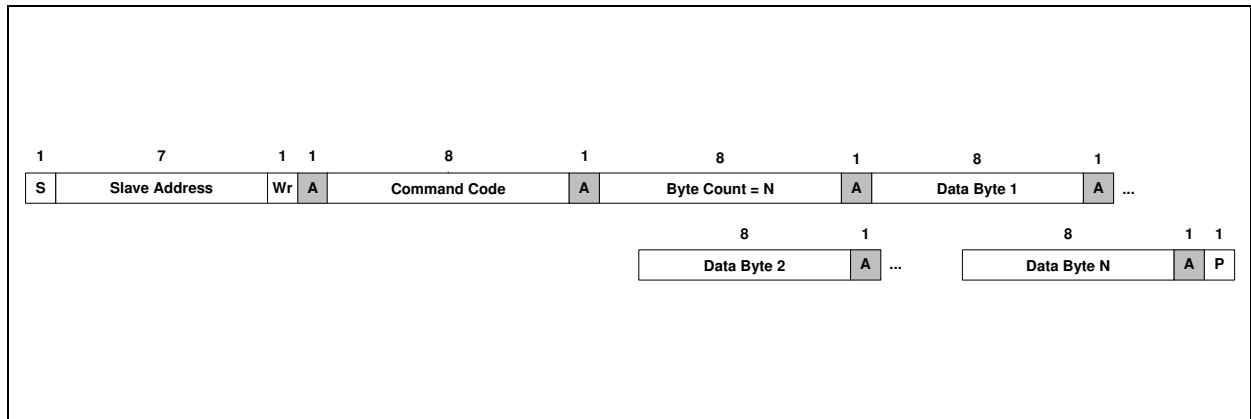 1 7 1 1 8 1 8 1 8 1
S Slave Address Wr A Command Code A Byte Count = N A Data Byte 1 A ...
8 1 8 1 1
Data Byte 2 A ... Data Byte N A P